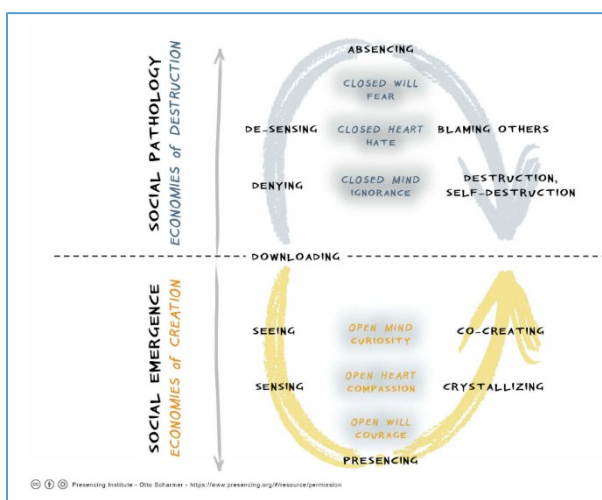 SOCIAL PATHOLOGY
ECONOMIES of DESTRUCTION
ABSENCING
CLOSED WILL
FEAR
DE-SENSING
CLOSED HEART
HATE
BLAMING OTHERS
DENYING
CLOSED MIND
IGNORANCE
DESTRUCTION,
SELF-DESTRUCTION
DOWNLOADING
SOCIAL EMERGENCE
ECONOMIES of CREATION
SEEING
OPEN MIND
CURIOSITY
CO-CREATING
SENSING
OPEN HEART
COMPASSION
CRYSTALLIZING
OPEN WILL
COURAGE
PRESENCING
Presencing Institute - Otto Scharmer - https://www.presencing.org/#/resource/permission